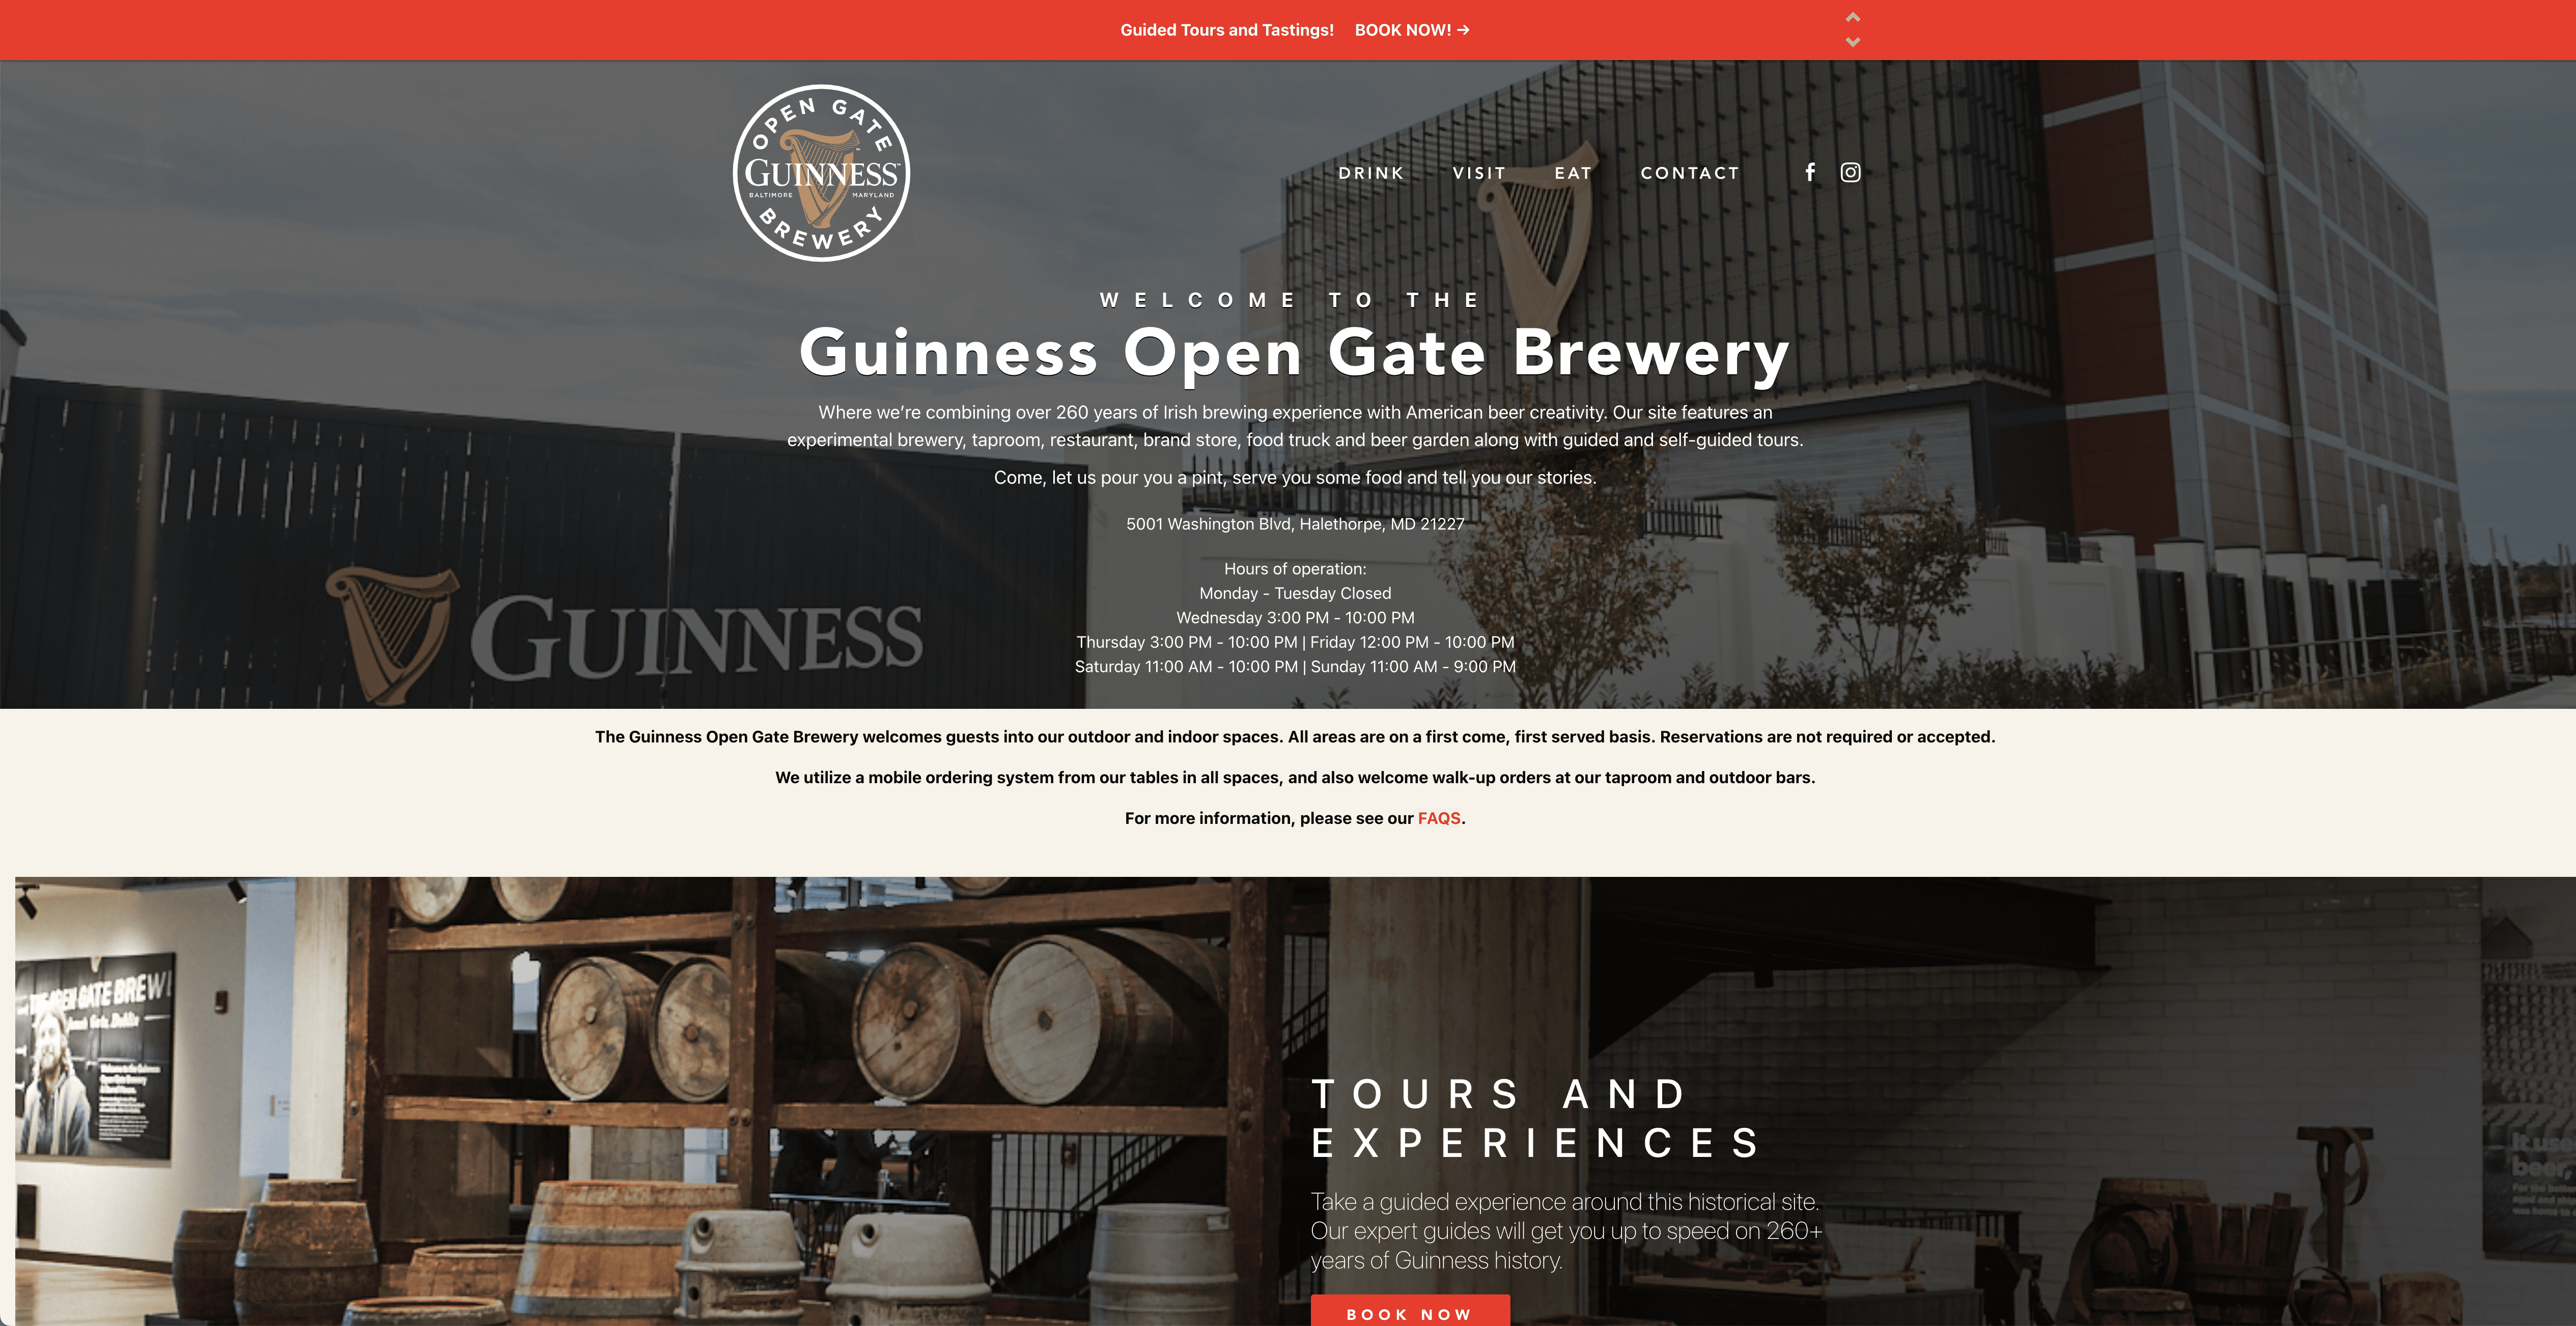 Guided Tours and Tastings! BOOK NOW! →
OPEN GATE
GUINNESS™
BALTIMORE MARYLAND
BREWERY
DRINK VISIT EAT CONTACT
WELCOME TO THE
Guinness Open Gate Brewery
Where we’re combining over 260 years of Irish brewing experience with American beer creativity. Our site features an
experimental brewery, taproom, restaurant, brand store, food truck and beer garden along with guided and self-guided tours.
Come, let us pour you a pint, serve you some food and tell you our stories.
5001 Washington Blvd, Halethorpe, MD 21227
Hours of operation:
Monday - Tuesday Closed
Wednesday 3:00 PM - 10:00 PM
Thursday 3:00 PM - 10:00 PM | Friday 12:00 PM - 10:00 PM
Saturday 11:00 AM - 10:00 PM | Sunday 11:00 AM - 9:00 PM
GUINNESS
The Guinness Open Gate Brewery welcomes guests into our outdoor and indoor spaces. All areas are on a first come, first served basis. Reservations are not required or accepted.
We utilize a mobile ordering system from our tables in all spaces, and also welcome walk-up orders at our taproom and outdoor bars.
For more information, please see our FAQS.
THE OPEN GATE BREW
TOURS AND
EXPERIENCES
Take a guided experience around this historical site.
Our expert guides will get you up to speed on 260+
years of Guinness history.
BOOK NOW